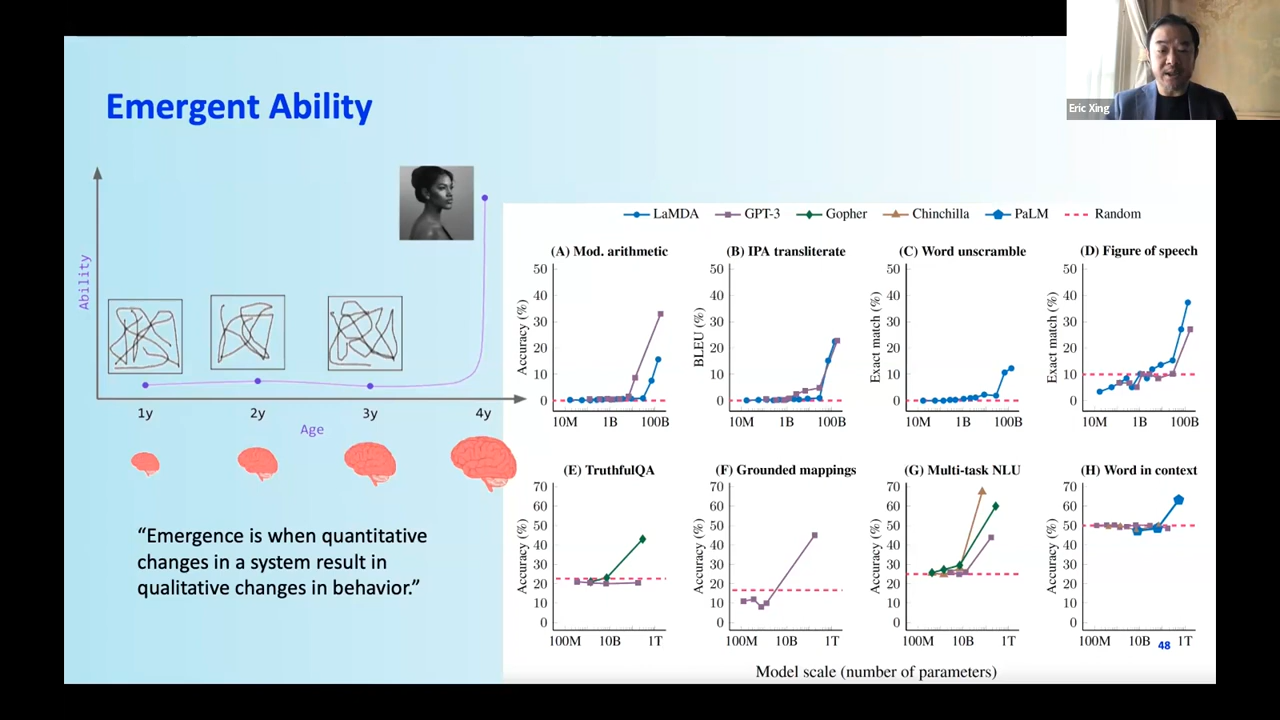 Eric Xing
Emergent Ability
Ability
1y 2y 3y 4y
Age
“Emergence is when quantitative
changes in a system result in
qualitative changes in behavior.”
LaMDA GPT-3 Gopher Chinchilla PaLM Random
(A) Mod. arithmetic
Accuracy (%)
50
40
30
20
10
0
10M 1B 100B
(B) IPA transliterate
BLEU (%)
50
40
30
20
10
0
10M 1B 100B
(C) Word unscramble
Exact match (%)
50
40
30
20
10
0
10M 1B 100B
(D) Figure of speech
Exact match (%)
50
40
30
20
10
0
10M 1B 100B
(E) TruthfulQA
Accuracy (%)
70
60
50
40
30
20
10
0
100M 10B 1T
(F) Grounded mappings
Accuracy (%)
70
60
50
40
30
20
10
0
100M 10B 1T
(G) Multi-task NLU
Accuracy (%)
70
60
50
40
30
20
10
0
100M 10B 1T
(H) Word in context
Accuracy (%)
70
60
50
40
30
20
10
0
100M 10B 1T
48
Model scale (number of parameters)